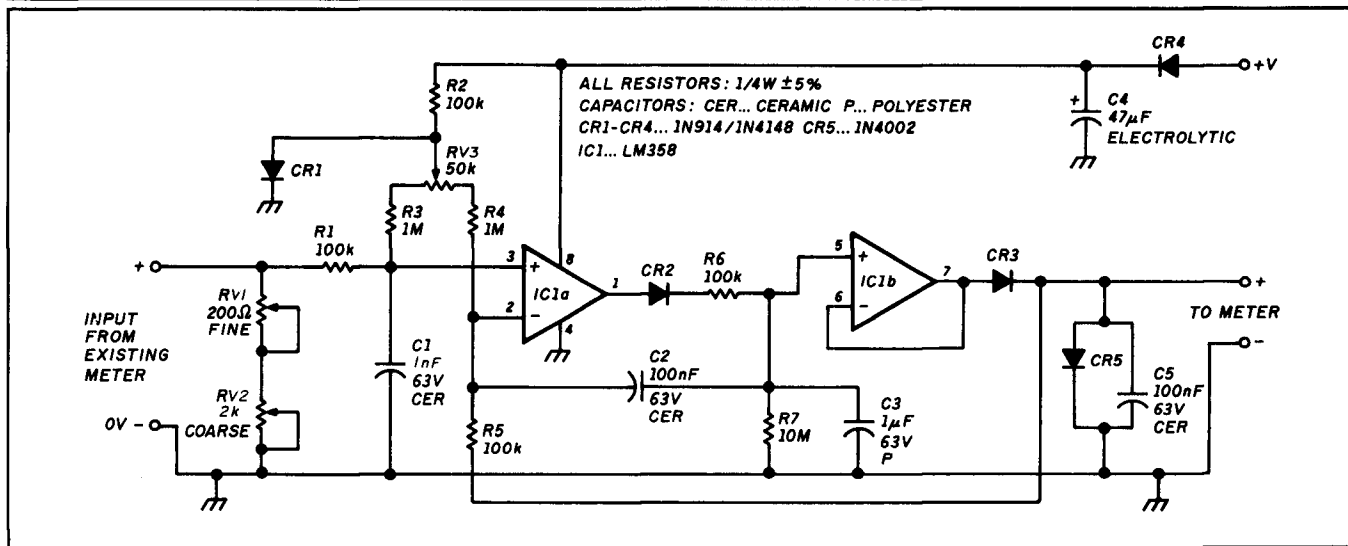 CR4
+V
R2
100k
ALL RESISTORS: 1/4W ±5%
CAPACITORS: CER... CERAMIC P... POLYESTER
CR1-CR4... 1N914/1N4148 CR5... 1N4002
IC1... LM358
+
C4
47µF
ELECTROLYTIC
CR1
RV3
50k
R3
1M
R4
1M
R1
100k
+
3
+
8
IC1a
1
2
-
4
CR2
R6
100k
5
+
IC1b
7
6
-
CR3
+
TO METER
-
INPUT
FROM
EXISTING
METER
RV1
200Ω
FINE
RV2
2k
COARSE
0V -
C1
1nF
63V
CER
C2
100nF
63V
CER
R5
100k
R7
10M
C3
1µF
63V
P
CR5
C5
100nF
63V
CER